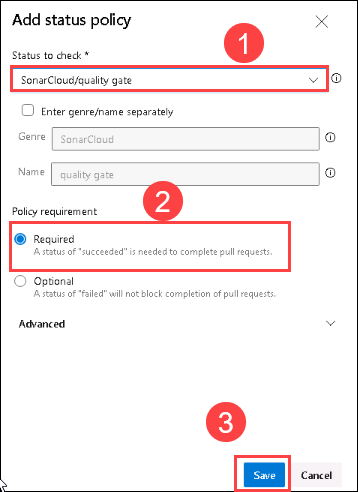 Add status policy
1
Status to check *
SonarCloud/quality gate
Enter genre/name separately
Genre SonarCloud
Name quality gate
2
Policy requirement
Required
A status of "succeeded" is needed to complete pull requests.
Optional
A status of "failed" will not block completion of pull requests.
Advanced
3
Save Cancel